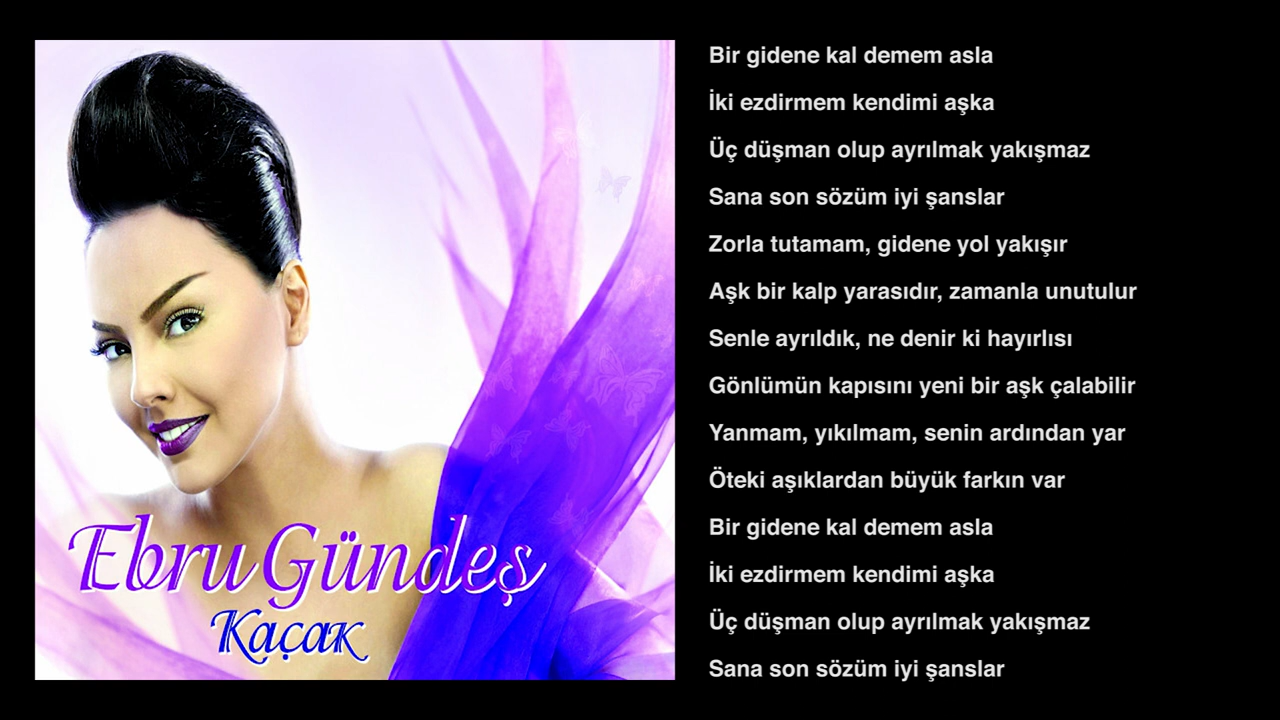 Ebru Gündeş
Kaçak
Bir gidene kal demem asla
İki ezdirmem kendimi aşka
Üç düşman olup ayrılmak yakışmaz
Sana son sözüm iyi şanslar
Zorla tutamam, gidene yol yakışır
Aşk bir kalp yarasıdır, zamanla unutulur
Senle ayrıldık, ne denir ki hayırlısı
Gönlümün kapısını yeni bir aşk çalabilir
Yanmam, yıkılmam, senin ardından yar
Öteki aşıklardan büyük farkın var
Bir gidene kal demem asla
İki ezdirmem kendimi aşka
Üç düşman olup ayrılmak yakışmaz
Sana son sözüm iyi şanslar